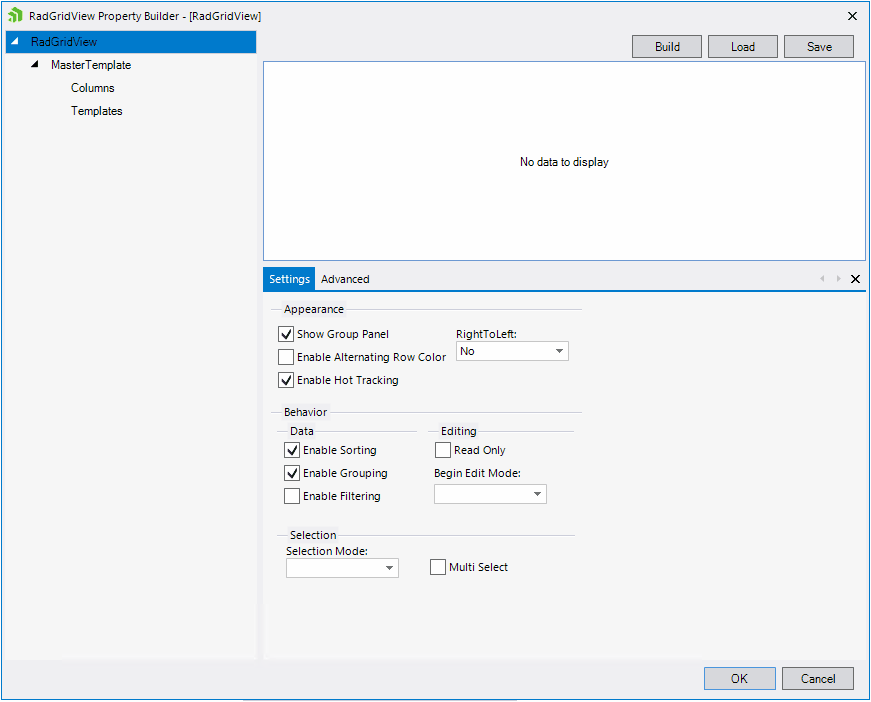 RadGridView Property Builder - [RadGridView]
RadGridView
MasterTemplate
Columns
Templates
Build Load Save
No data to display
Settings Advanced
Appearance
Show Group Panel
RightToLeft:
Enable Alternating Row Color
No
Enable Hot Tracking
Behavior
Data
Editing
Enable Sorting
Read Only
Enable Grouping
Begin Edit Mode:
Enable Filtering
Selection
Selection Mode:
Multi Select
OK Cancel